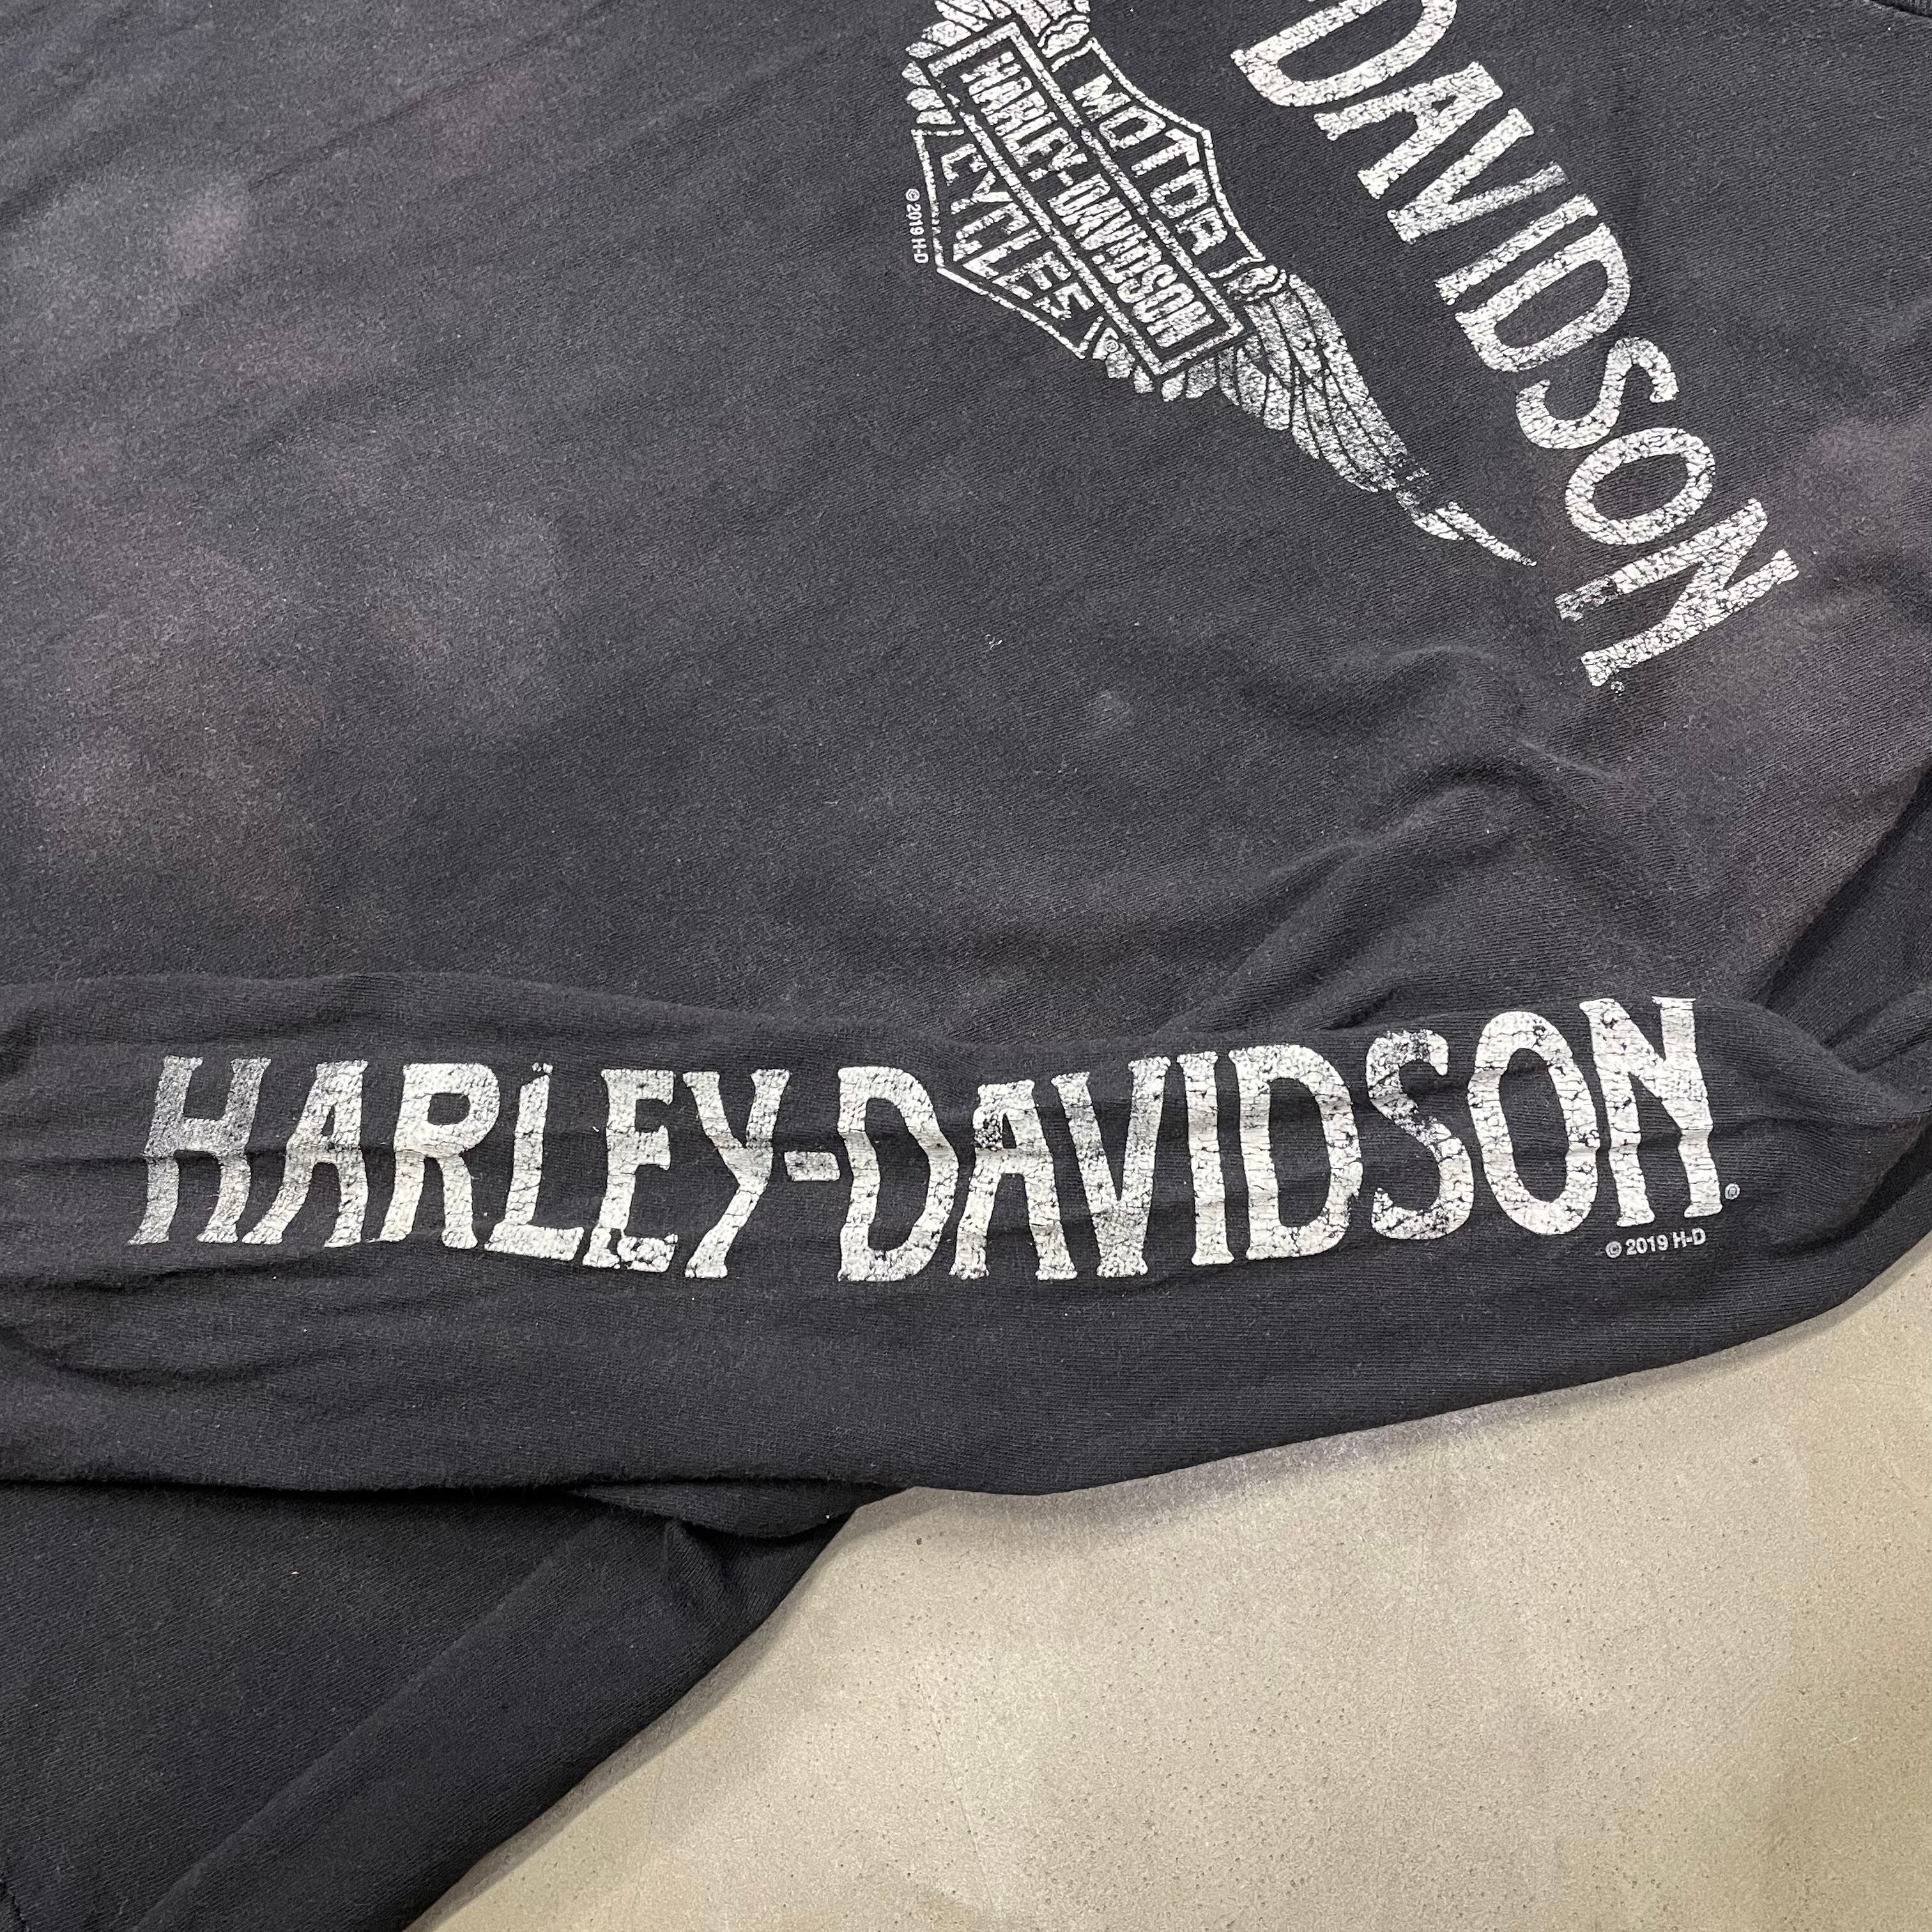 DAVIDSON
MOTOR
HARLEY-DAVIDSON
CYCLES
®
© 2019 H-D
HARLEY-DAVIDSON®
© 2019 H-D